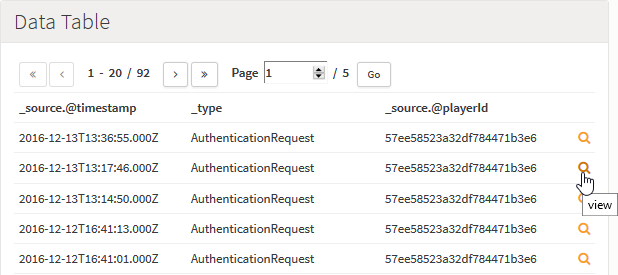 Data Table
« ‹ 1 - 20 / 92 › » Page 1 / 5 Go
_source.@timestamp _type _source.@playerId
2016-12-13T13:36:55.000Z AuthenticationRequest 57ee58523a32df784471b3e6
2016-12-13T13:17:46.000Z AuthenticationRequest 57ee58523a32df784471b3e6
2016-12-13T13:14:50.000Z AuthenticationRequest 57ee58523a32df784471b3e6
view
2016-12-12T16:41:13.000Z AuthenticationRequest 57ee58523a32df784471b3e6
2016-12-12T16:41:01.000Z AuthenticationRequest 57ee58523a32df784471b3e6